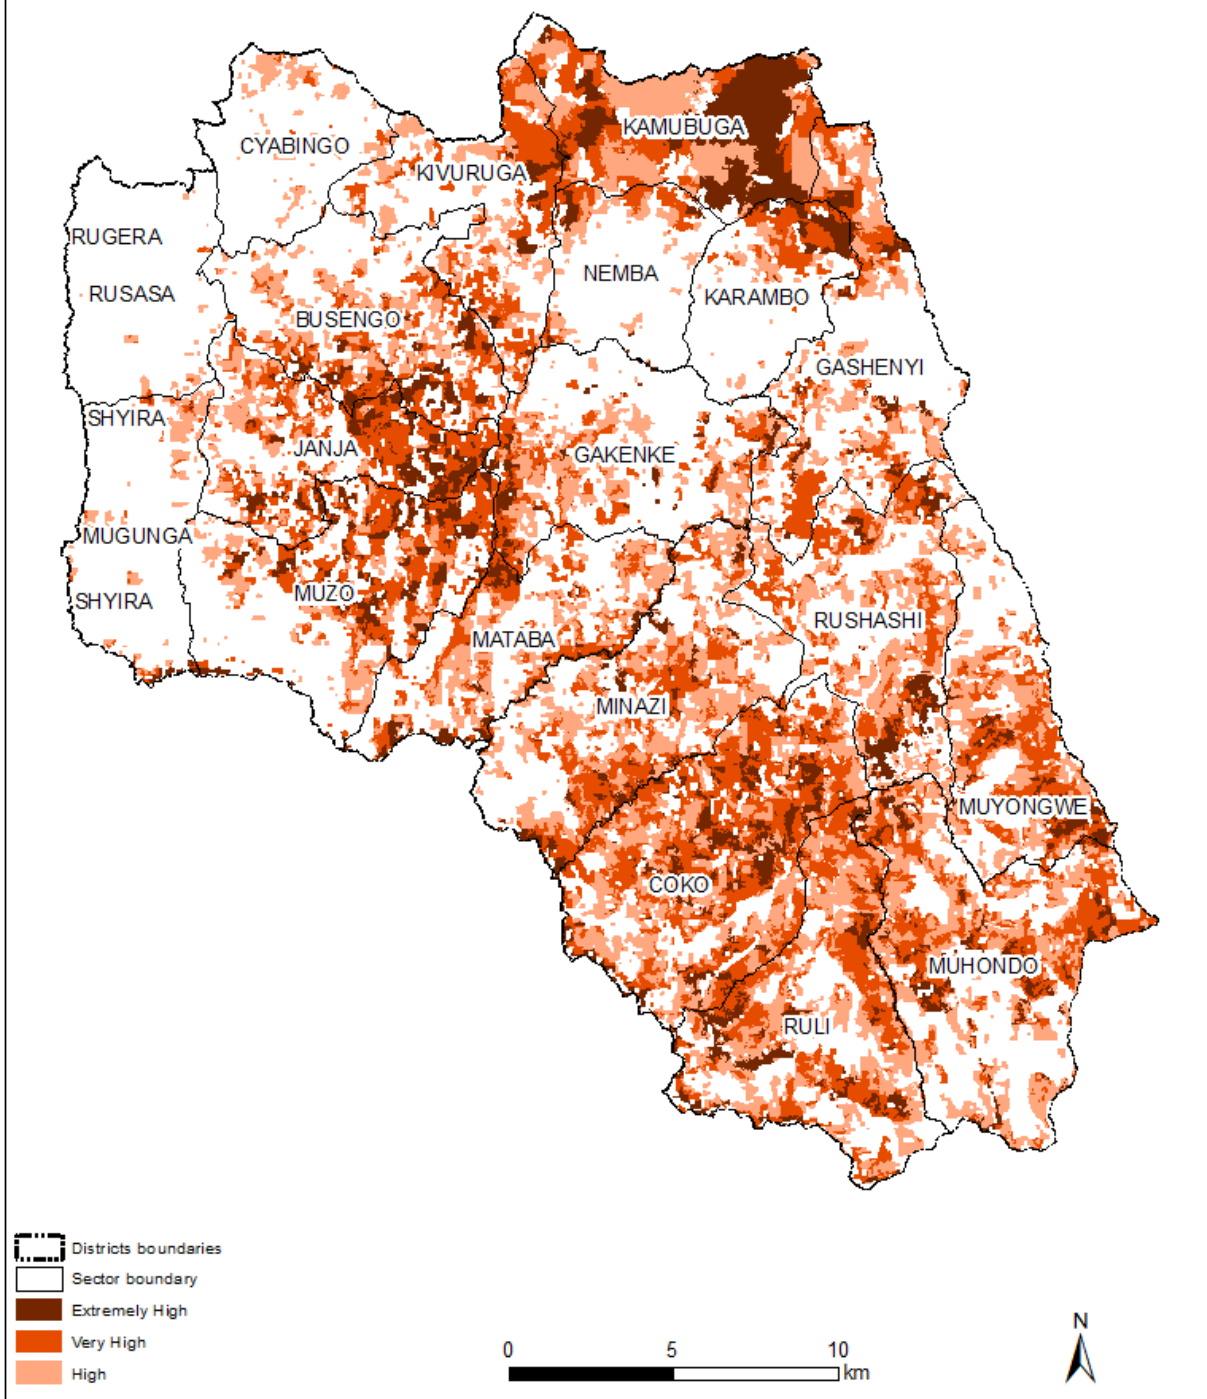 KAMUBUGA
CYABINGO
KIVURUGA
RUGERA
NEMBA
RUSASA
KARAMBO
BUSENGO
GASHENYI
SHYIRA
JANJA
GAKENKE
MUGUNGA
MUZO
SHYIRA
RUSHASHI
MATABA
MINAZI
MUYONGWE
COKO
MUHONDO
RULI
Districts boundaries
Sector boundary
Extremely High
Very High
High
0 5 10
km
N